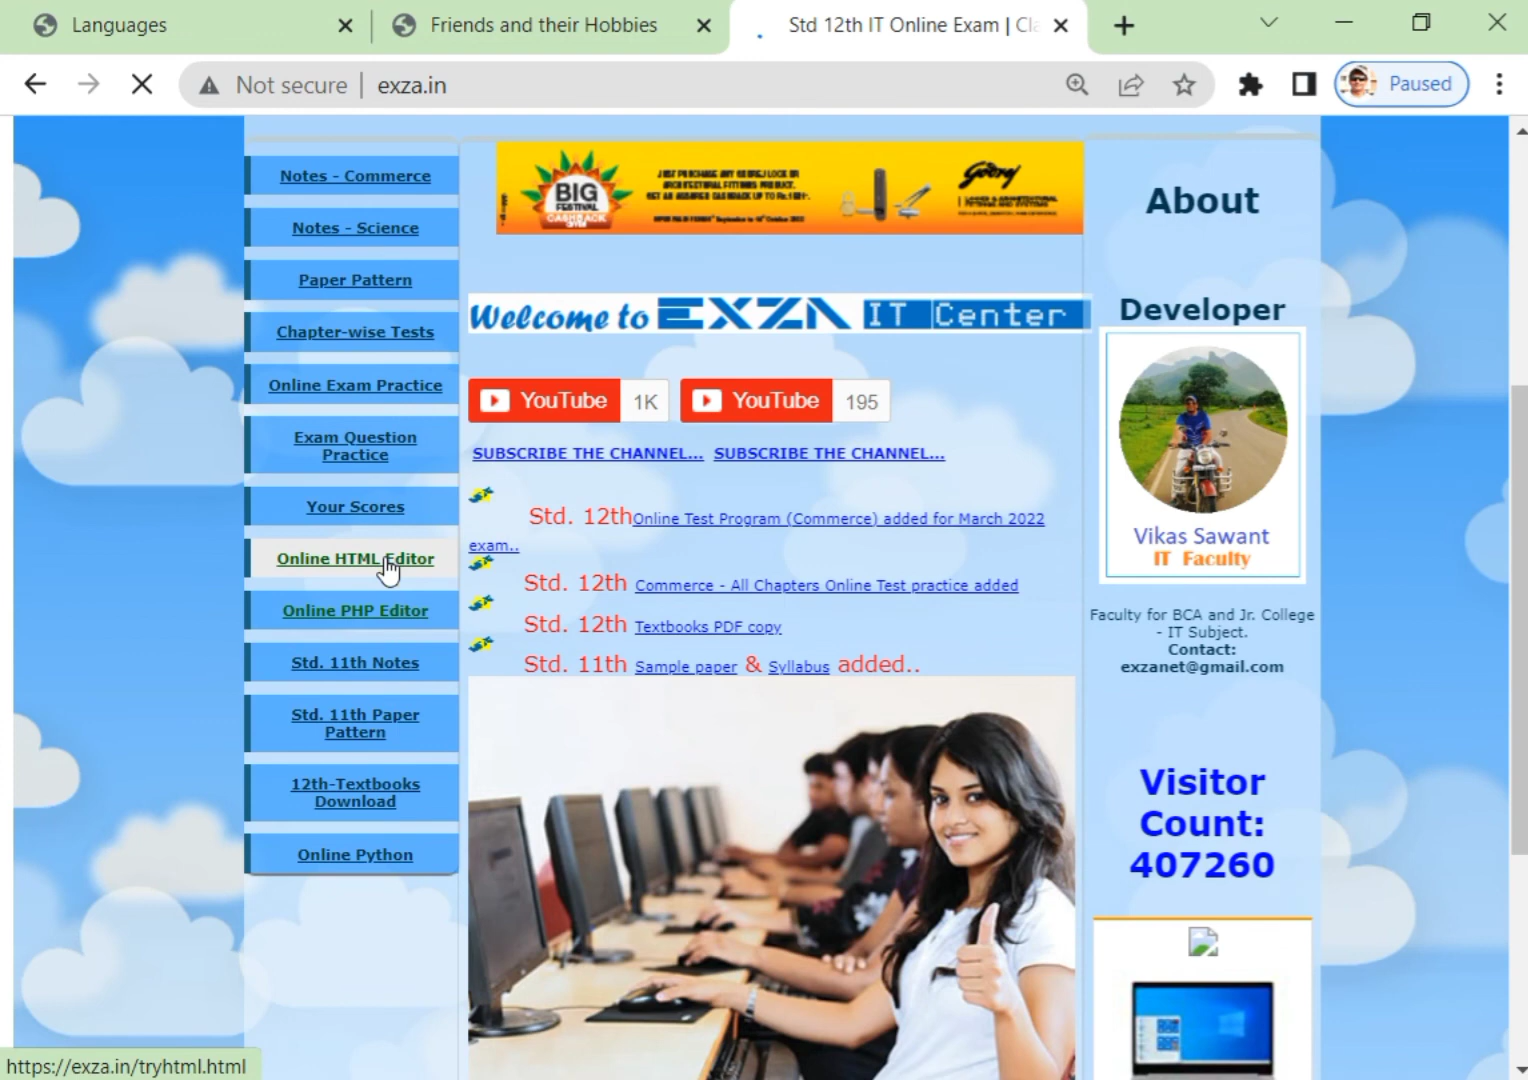 Languages
Friends and their Hobbies
Std 12th IT Online Exam | Cla
Not secure
exza.in
Paused
Notes - Commerce
Notes - Science
Paper Pattern
Chapter-wise Tests
Online Exam Practice
Exam Question
Practice
Your Scores
Online HTML Editor
Online PHP Editor
Std. 11th Notes
Std. 11th Paper
Pattern
12th-Textbooks
Download
Online Python
BIG
FESTIVAL
CASHBACK
Godrej
Welcome to EXZA IT Center
YouTube 1K
YouTube 195
SUBSCRIBE THE CHANNEL... SUBSCRIBE THE CHANNEL...
Std. 12th Online Test Program (Commerce) added for March 2022
exam..
Std. 12th Commerce - All Chapters Online Test practice added
Std. 12th Textbooks PDF copy
Std. 11th Sample paper & Syllabus added..
About
Developer
Vikas Sawant
IT Faculty
Faculty for BCA and Jr. College
- IT Subject.
Contact:
exzanet@gmail.com
Visitor
Count:
407260
https://exza.in/tryhtml.html